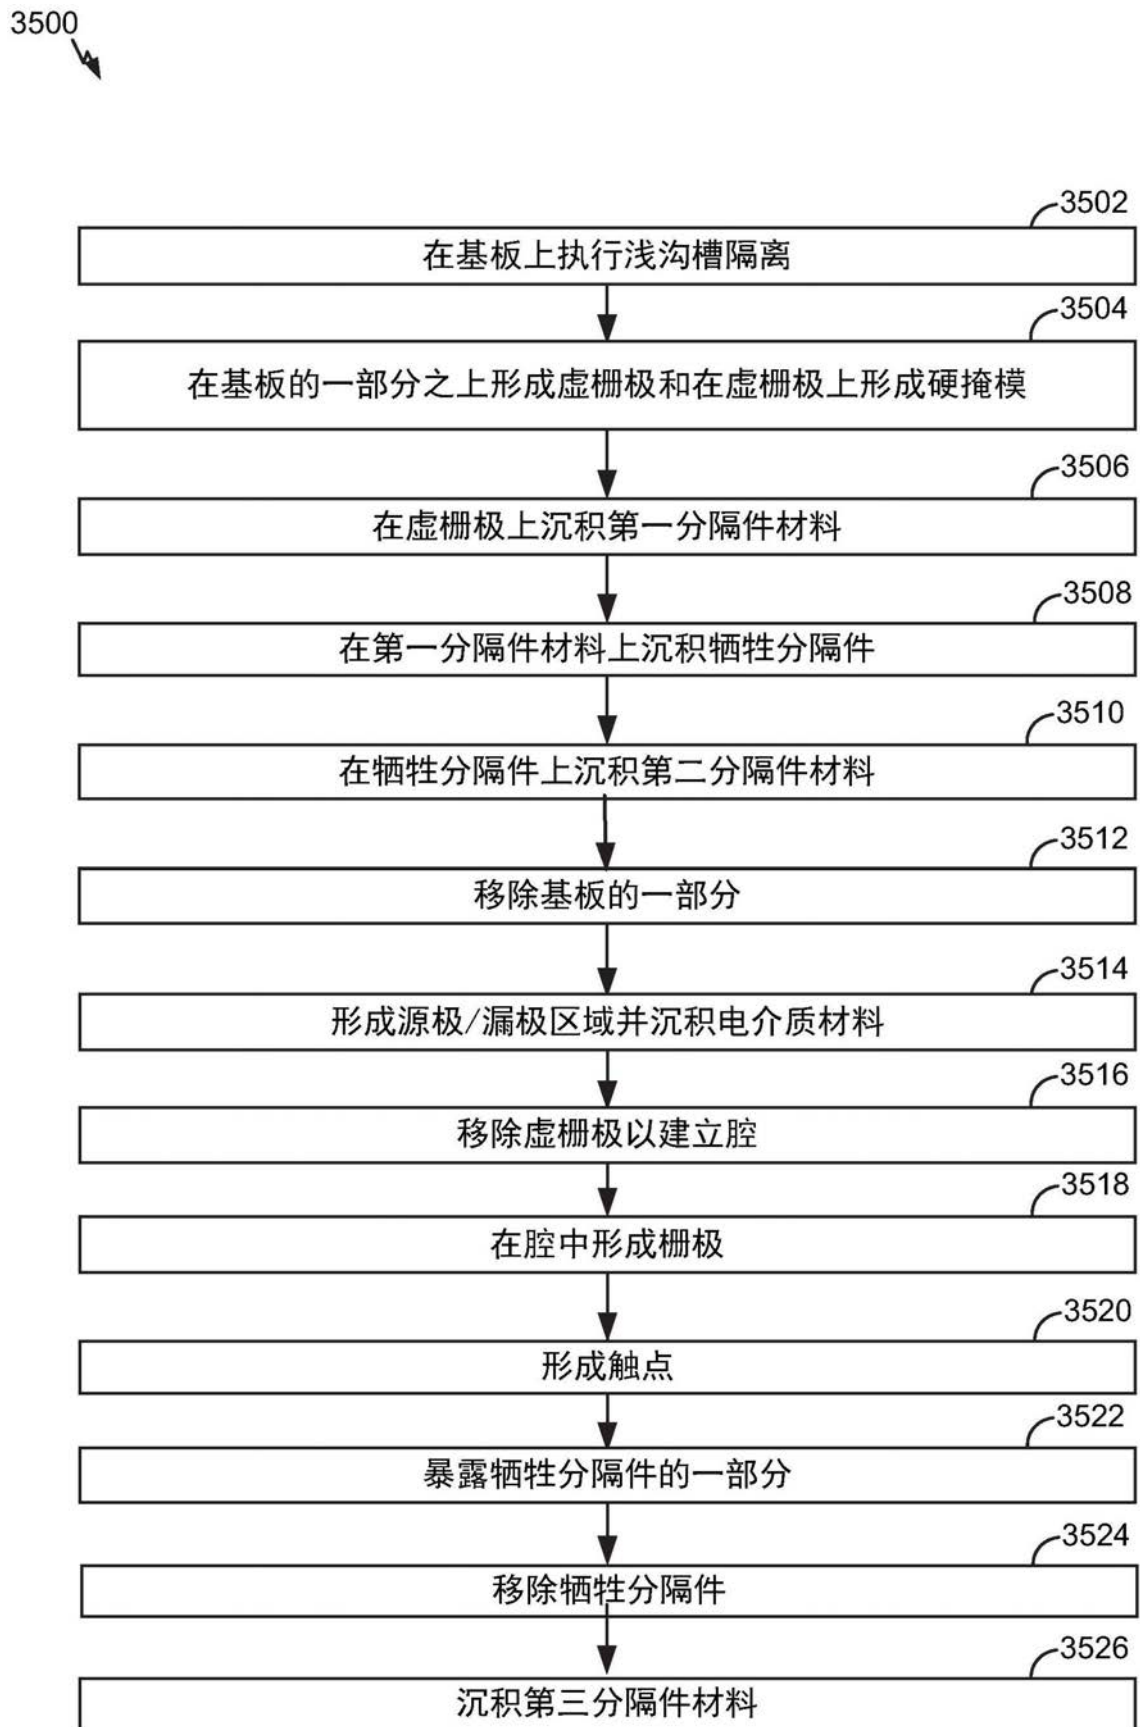 3500
3502
在基板上执行浅沟槽隔离
3504
在基板的一部分之上形成虚栅极和在虚栅极上形成硬掩模
3506
在虚栅极上沉积第一分隔件材料
3508
在第一分隔件材料上沉积牺牲分隔件
3510
在牺牲分隔件上沉积第二分隔件材料
3512
移除基板的一部分
3514
形成源极/漏极区域并沉积电介质材料
3516
移除虚栅极以建立腔
3518
在腔中形成栅极
3520
形成触点
3522
暴露牺牲分隔件的一部分
3524
移除牺牲分隔件
3526
沉积第三分隔件材料